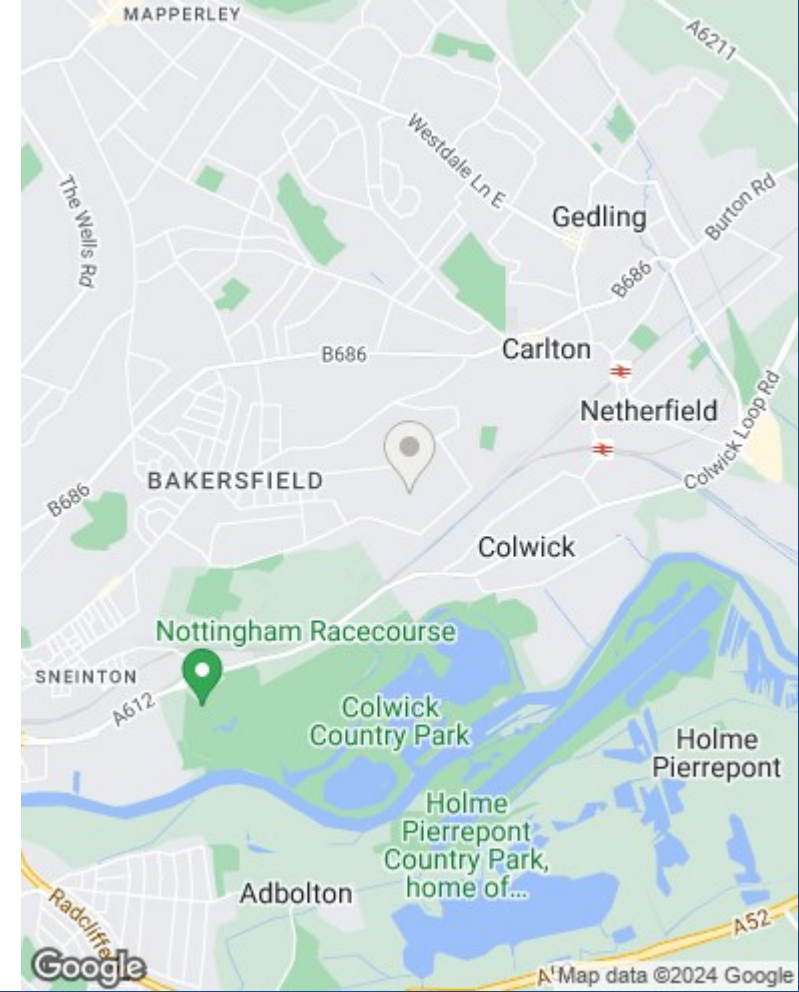 MAPPERLEY
A6211
Westdale Ln E
The Wells Rd
Gedling
Burton Rd
B686
B686
Carlton
Netherfield
Colwick Loop Rd
BAKERSFIELD
B686
Colwick
Nottingham Racecourse
SNEINTON
A612
Colwick
Country Park
Holme
Pierrepont
Holme
Pierrepont
Country Park,
home of...
Adbolton
Radcliffe
A52
Google
Map data ©2024 Google